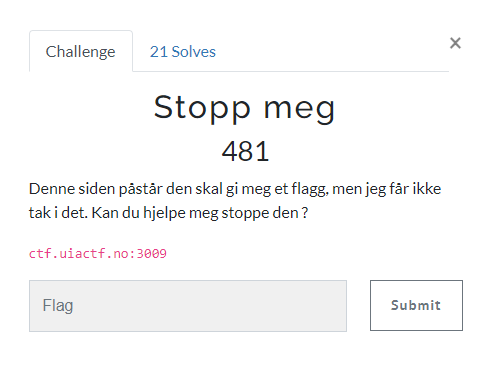 Challenge
21 Solves
×
Stopp meg
481
Denne siden påstår den skal gi meg et flagg, men jeg får ikke
tak i det. Kan du hjelpe meg stoppe den ?
ctf.uiactf.no:3009
Flag
Submit